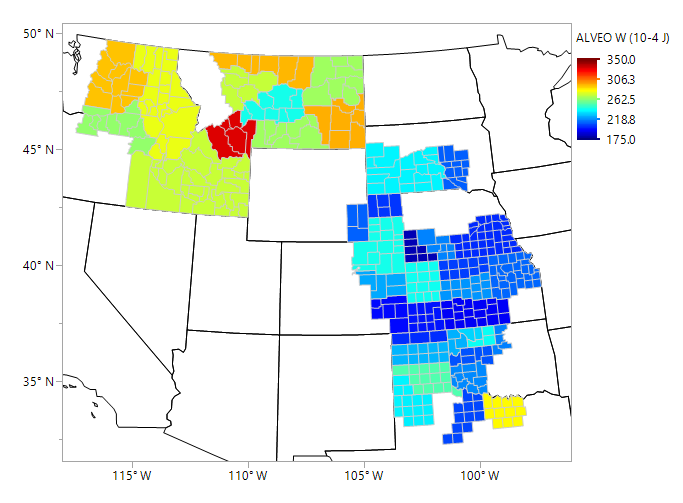 50° N
45° N
40° N
35° N
115° W
110° W
105° W
100° W
ALVEO W (10-4 J)
350.0
306.3
262.5
218.8
175.0